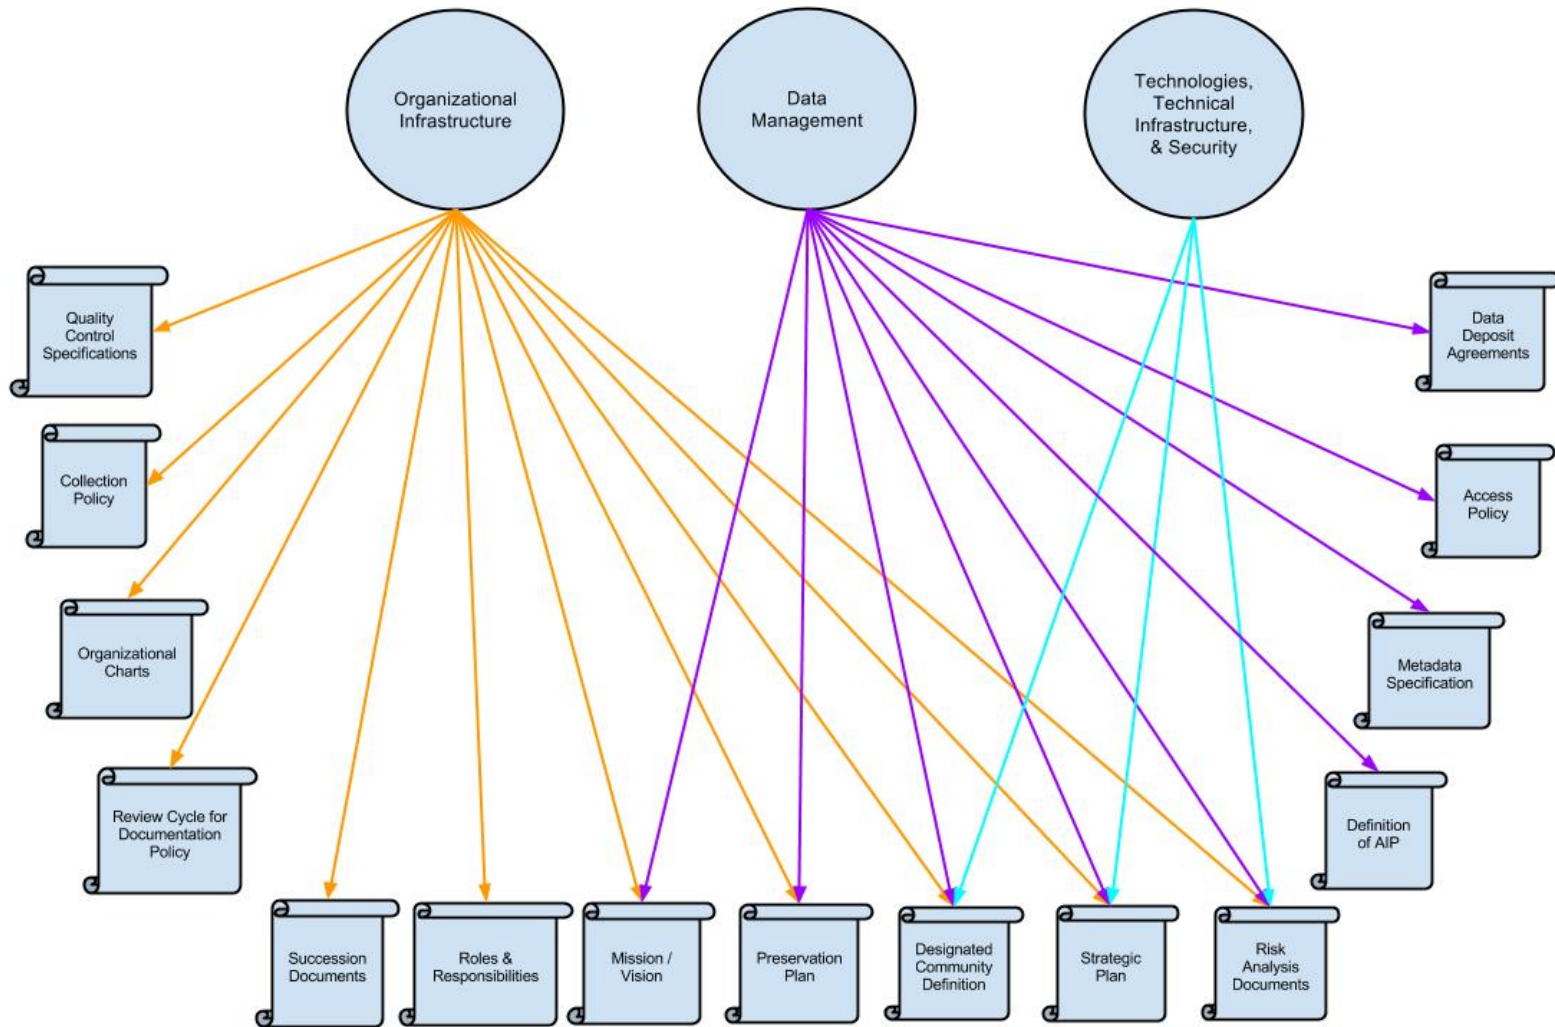 Organizational
Infrastructure
Data
Management
Technologies,
Technical
Infrastructure,
& Security
Quality
Control
Specifications
Data
Deposit
Agreements
Collection
Policy
Access
Policy
Organizational
Charts
Metadata
Specification
Review Cycle for
Documentation
Policy
Definition
of AIP
Succession
Documents
Roles &
Responsibilities
Mission /
Vision
Preservation
Plan
Designated
Community
Definition
Strategic
Plan
Risk
Analysis
Documents